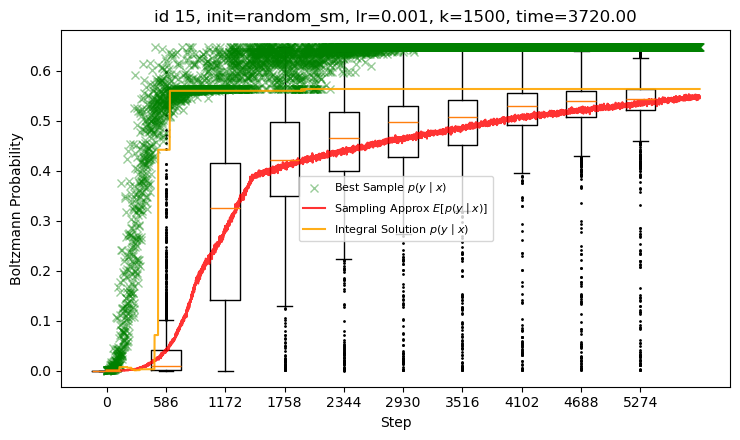 id 15, init=random_sm, lr=0.001, k=1500, time=3720.00
Boltzmann Probability
0.6
0.5
0.4
0.3
0.2
0.1
0.0
Best Sample p(y | x)
Sampling Approx E[p(y | x)]
Integral Solution p(y | x)
0 586 1172 1758 2344 2930 3516 4102 4688 5274
Step